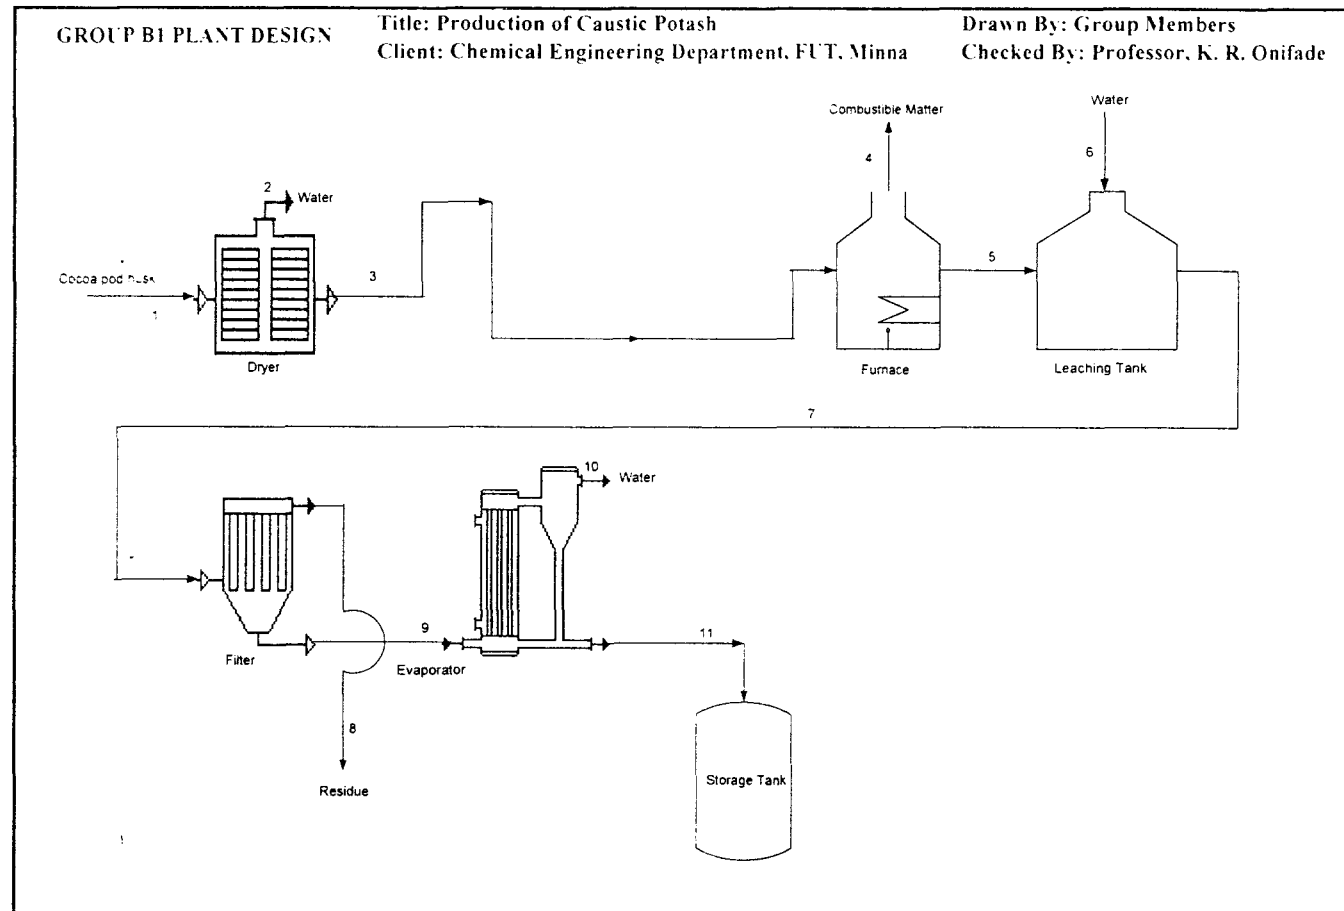 GROUP B1 PLANT DESIGN
Title: Production of Caustic Potash
Client: Chemical Engineering Department, FUT, Minna
Drawn By: Group Members
Checked By: Professor, K. R. Onifade
Combustible Matter
Water
4
6
2
Water
Cocoa pod husk
1
3
5
Dryer
Furnace
Leaching Tank
7
10
Water
9
11
Filter
Evaporator
8
Residue
Storage Tank